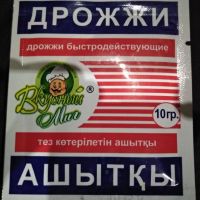 ДРОЖЖИ
дрожжи быстродействующие
Вкусный
Мир
®
10гр.
тез көтерілетін ашытқы
АШЫТҚЫ